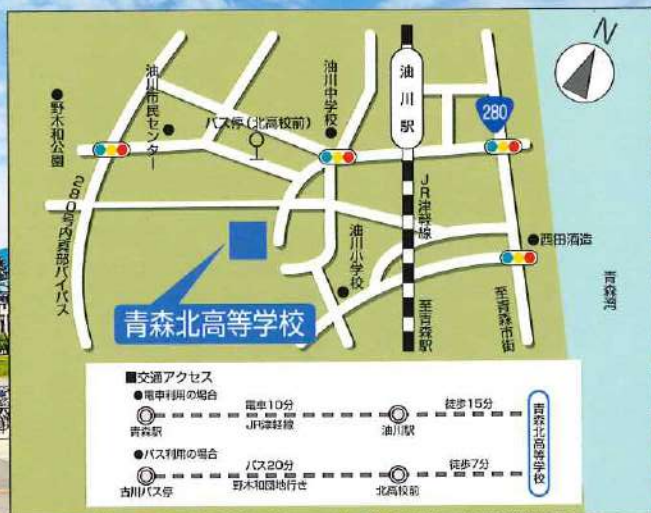 N
油川駅
280
油川中学校
油川市民センター
バス停(北高校前)
野木和公園
JR津軽線
280号内真部バイパス
油川小学校
西田酒造
青森湾
青森北高等学校
至青森駅
至青森市街
■交通アクセス
●電車利用の場合
青森駅 電車10分 JR津軽線 油川駅 徒歩15分
●バス利用の場合
古川バス停 バス20分 野木和団地行き 北高校前 徒歩7分
青森北高等学校